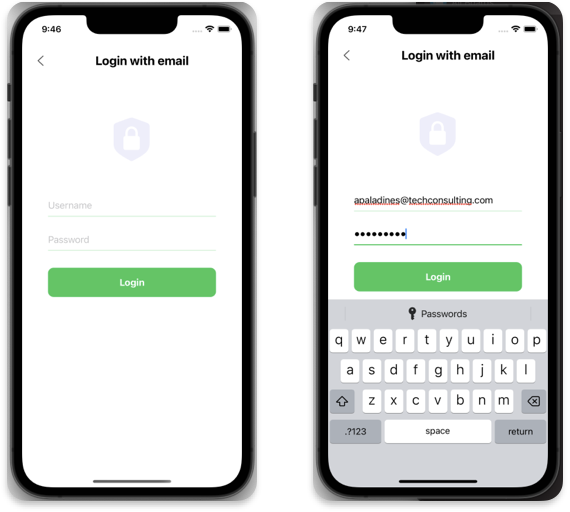 9:46
Login with email
Username
Password
Login
9:47
Login with email
apaladines@techconsulting.com
•••••••••
Login
Passwords
q w e r t y u i o p
a s d f g h j k l
z x c v b n m
.?123 space return